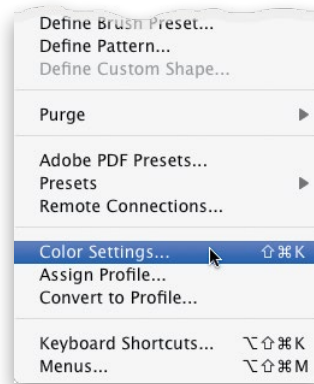 Define Brush Preset...
Define Pattern...
Define Custom Shape...
Purge ▶
Adobe PDF Presets...
Presets ▶
Remote Connections...
Color Settings... ⇧⌘K
Assign Profile...
Convert to Profile...
Keyboard Shortcuts... ⌥⇧⌘K
Menus... ⌥⇧⌘M